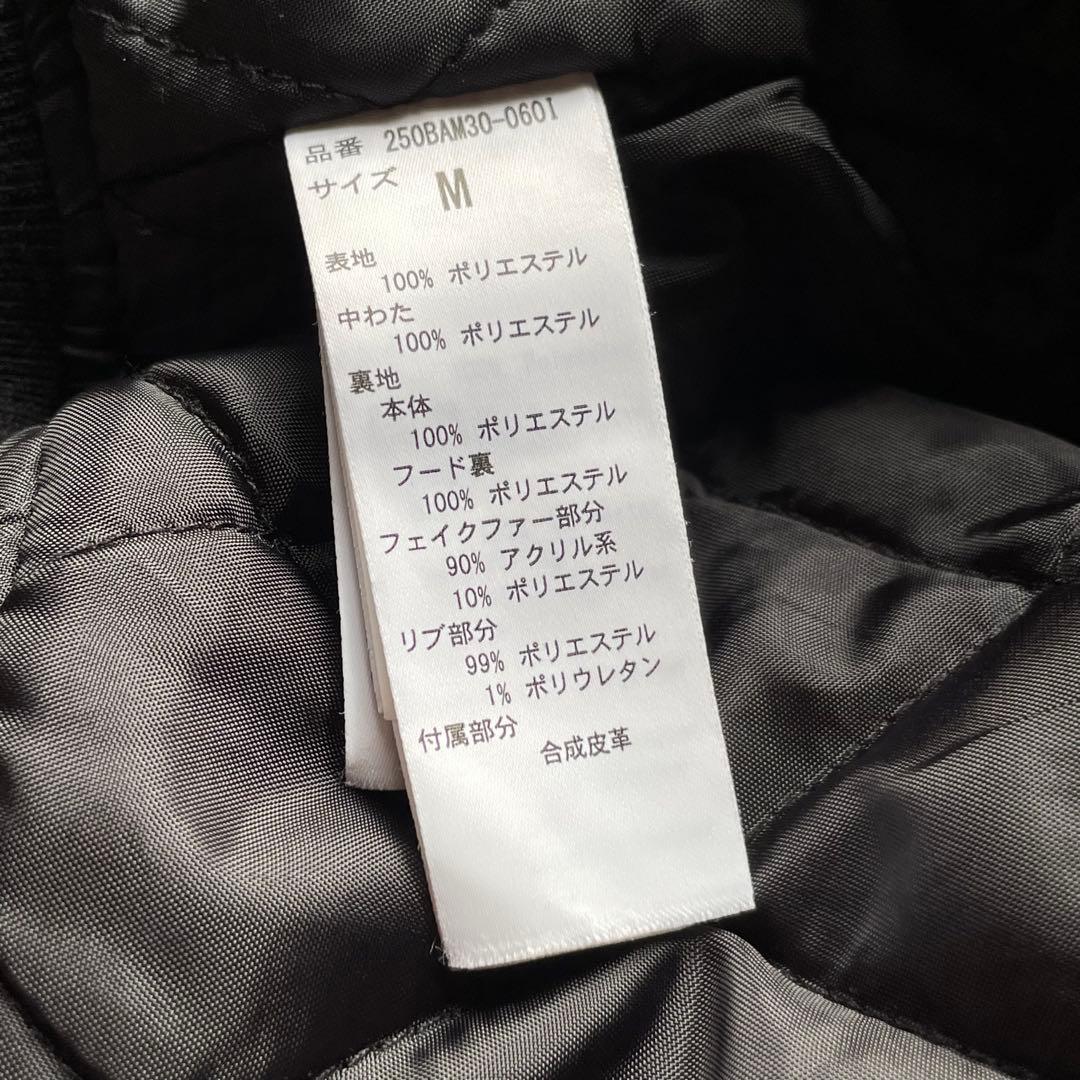 品番 250BAM30-060I
サイズ M
表地
100% ポリエステル
中わた
100% ポリエステル
裏地
本体
100% ポリエステル
フード裏
100% ポリエステル
フェイクファー部分
90% アクリル系
10% ポリエステル
リブ部分
99% ポリエステル
1% ポリウレタン
付属部分
合成皮革